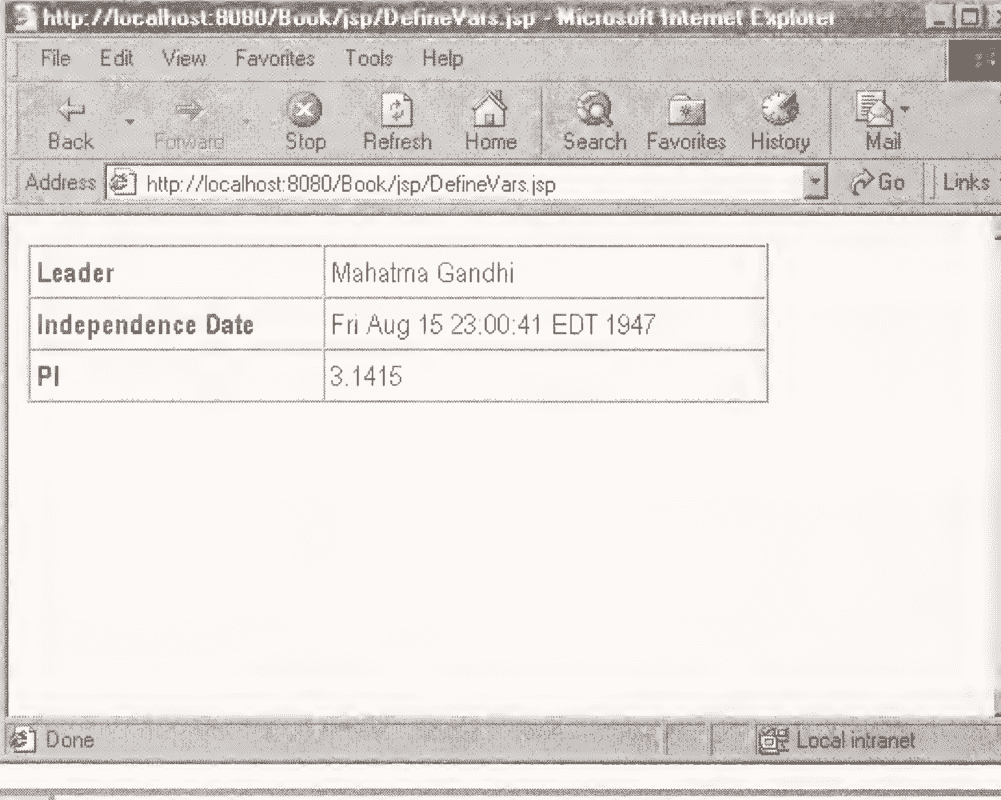 http://localhost:8080/Book/jsp/DefineVars.jsp - Microsoft Internet Explorer
File Edit View Favorites Tools Help
Back Forward Stop Refresh Home Search Favorites History Mail
Address http://localhost:8080/Book/jsp/DefineVars.jsp Go Links
Leader Mahatma Gandhi
Independence Date Fri Aug 15 23:00:41 EDT 1947
PI 3.1415
Done Local intranet